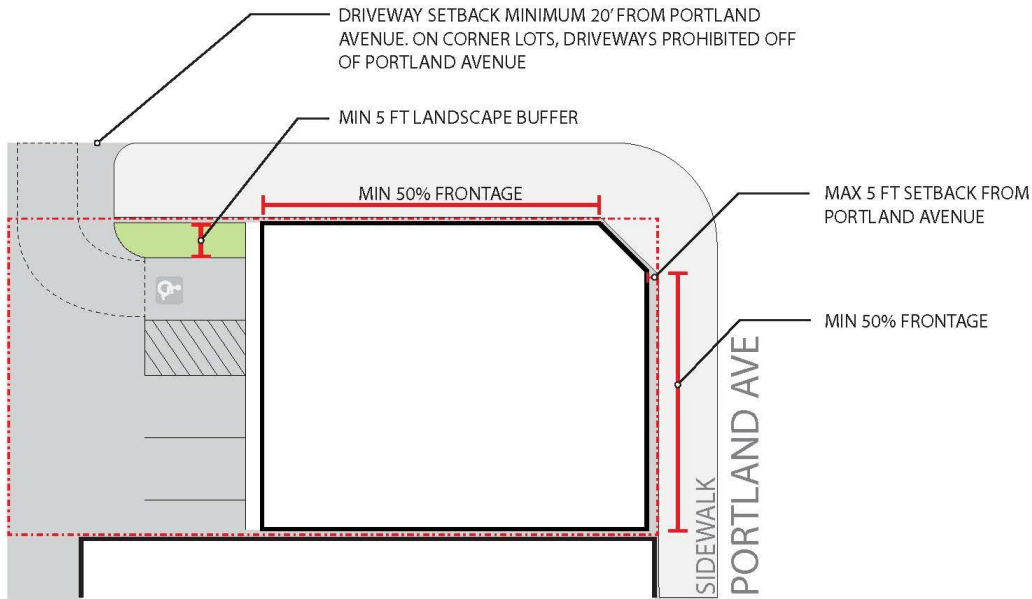 DRIVEWAY SETBACK MINIMUM 20' FROM PORTLAND
AVENUE. ON CORNER LOTS, DRIVEWAYS PROHIBITED OFF
OF PORTLAND AVENUE
MIN 5 FT LANDSCAPE BUFFER
MIN 50% FRONTAGE
MAX 5 FT SETBACK FROM
PORTLAND AVENUE
MIN 50% FRONTAGE
SIDEWALK
PORTLAND AVE